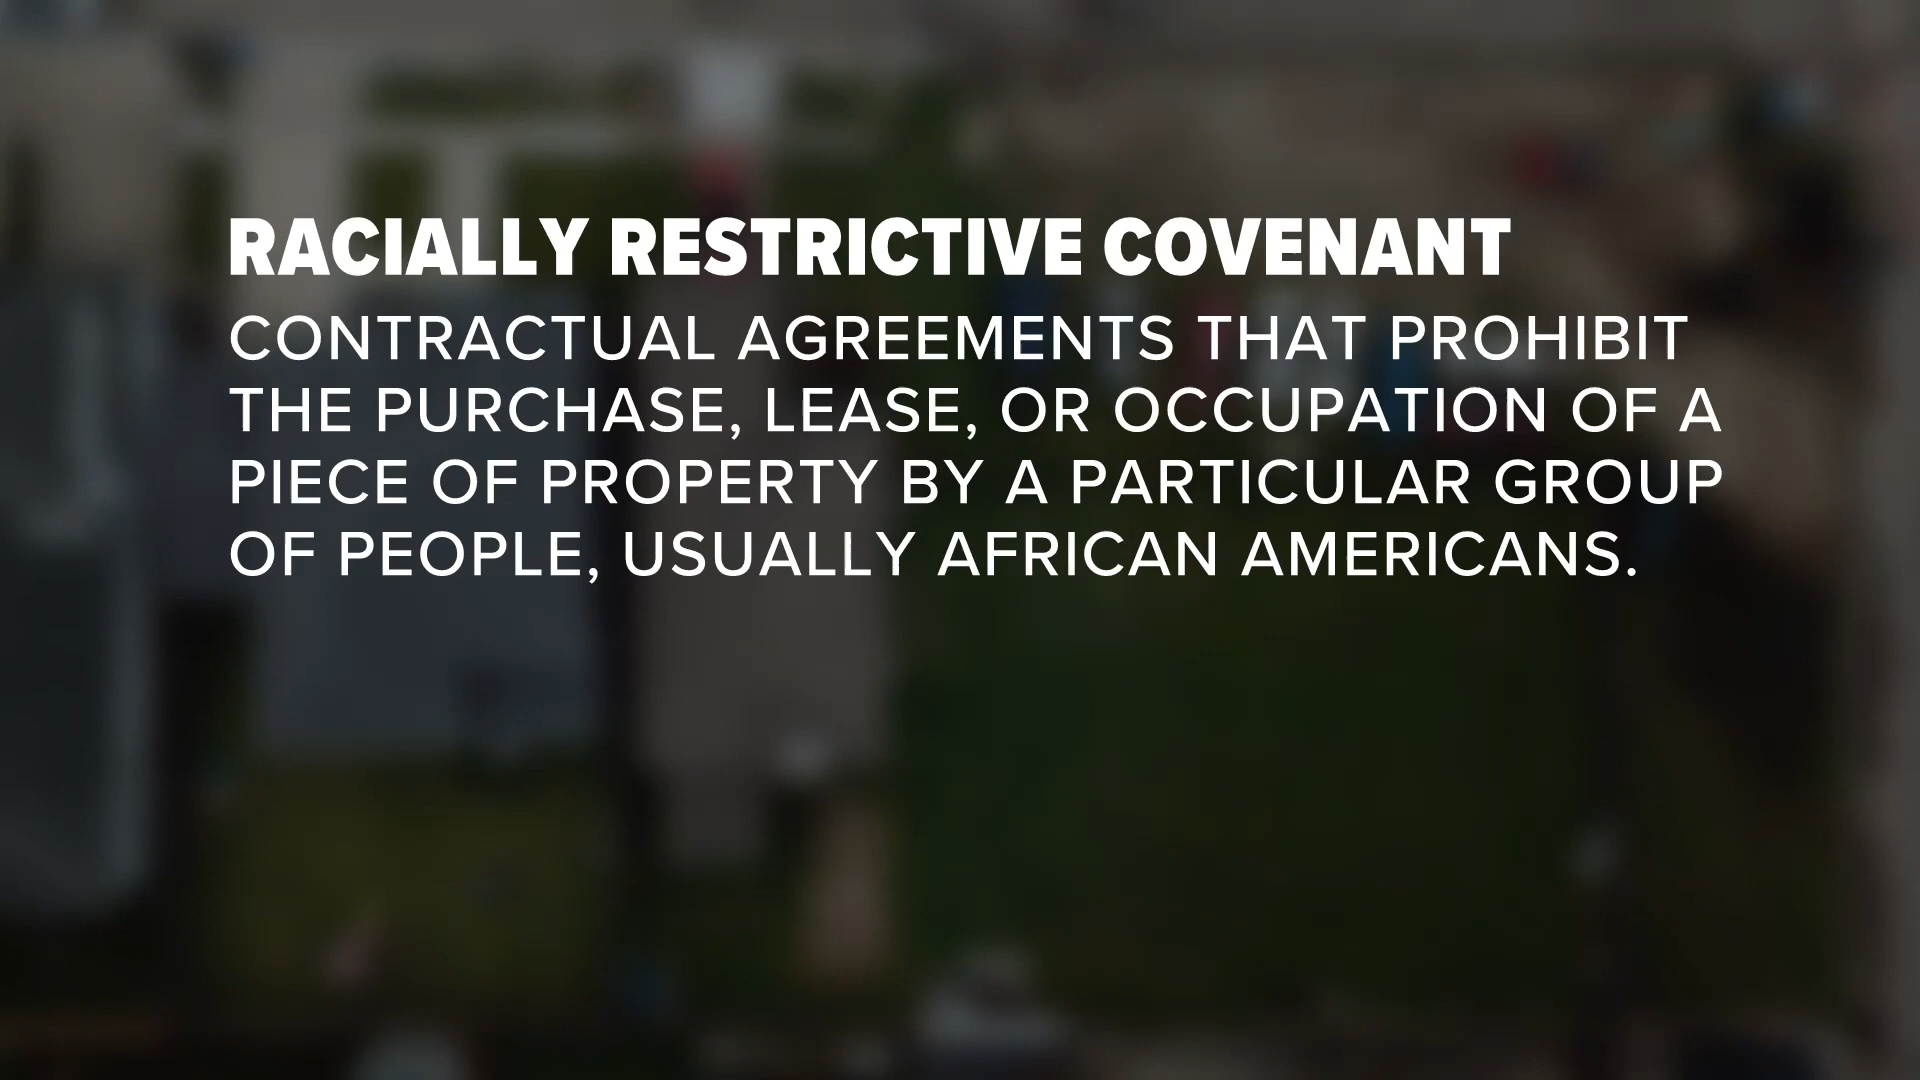 RACIALLY RESTRICTIVE COVENANT
CONTRACTUAL AGREEMENTS THAT PROHIBIT
THE PURCHASE, LEASE, OR OCCUPATION OF A
PIECE OF PROPERTY BY A PARTICULAR GROUP
OF PEOPLE, USUALLY AFRICAN AMERICANS.